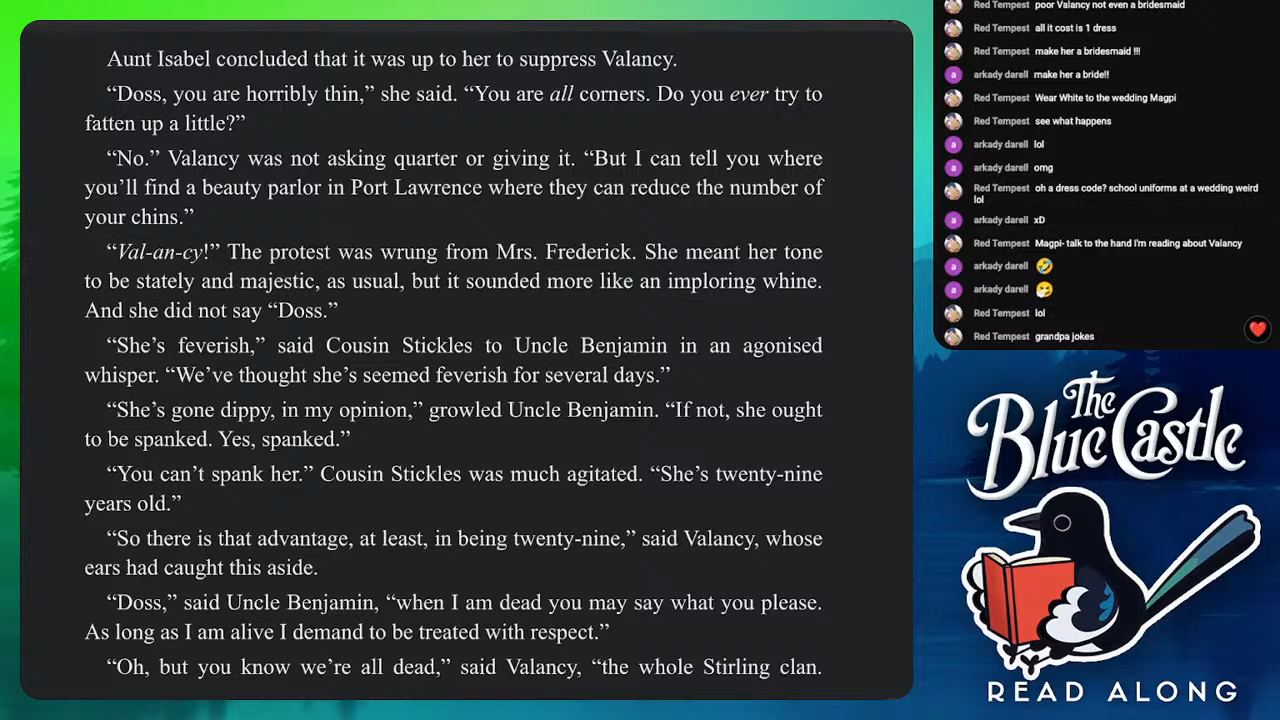 Aunt Isabel concluded that it was up to her to suppress Valancy.
“Doss, you are horribly thin,” she said. “You are all corners. Do you ever try to
fatten up a little?”
“No.” Valancy was not asking quarter or giving it. “But I can tell you where
you’ll find a beauty parlor in Port Lawrence where they can reduce the number of
your chins.”
“Val-an-cy!” The protest was wrung from Mrs. Frederick. She meant her tone
to be stately and majestic, as usual, but it sounded more like an imploring whine.
And she did not say “Doss.”
“She’s feverish,” said Cousin Stickles to Uncle Benjamin in an agonised
whisper. “We’ve thought she’s seemed feverish for several days.”
“She’s gone dippy, in my opinion,” growled Uncle Benjamin. “If not, she ought
to be spanked. Yes, spanked.”
“You can’t spank her.” Cousin Stickles was much agitated. “She’s twenty-nine
years old.”
“So there is that advantage, at least, in being twenty-nine,” said Valancy, whose
ears had caught this aside.
“Doss,” said Uncle Benjamin, “when I am dead you may say what you please.
As long as I am alive I demand to be treated with respect.”
“Oh, but you know we’re all dead,” said Valancy, “the whole Stirling clan.
Red Tempest poor Valancy not even a bridesmaid
Red Tempest all it cost is 1 dress
Red Tempest make her a bridesmaid !!!
a arkady darell make her a bride!!
Red Tempest Wear White to the wedding Magpi
Red Tempest see what happens
a arkady darell lol
a arkady darell omg
Red Tempest oh a dress code? school uniforms at a wedding weird
lol
a arkady darell xD
Red Tempest Magpi- talk to the hand I'm reading about Valancy
a arkady darell 🤣
a arkady darell 🤧
Red Tempest lol
Red Tempest grandpa jokes
The
Blue Castle
READ ALONG